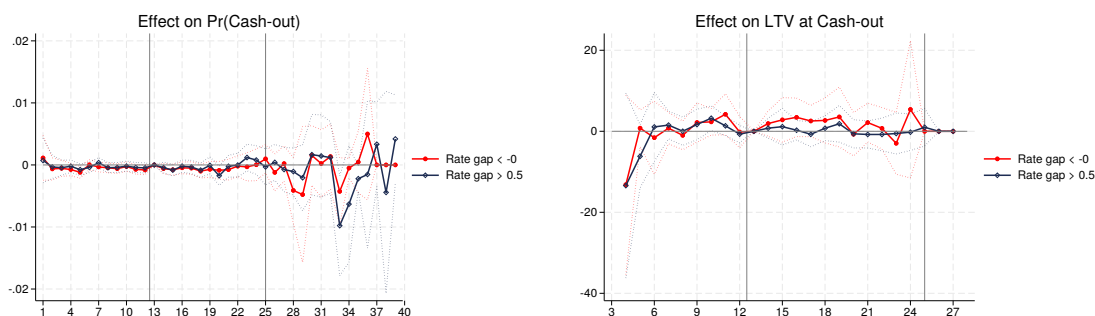 Effect on Pr(Cash-out)
.02
.01
0
-.01
-.02
1 4 7 10 13 16 19 22 25 28 31 34 37 40
Rate gap < -0
Rate gap > 0.5
Effect on LTV at Cash-out
20
0
-20
-40
3 6 9 12 15 18 21 24 27
Rate gap < -0
Rate gap > 0.5